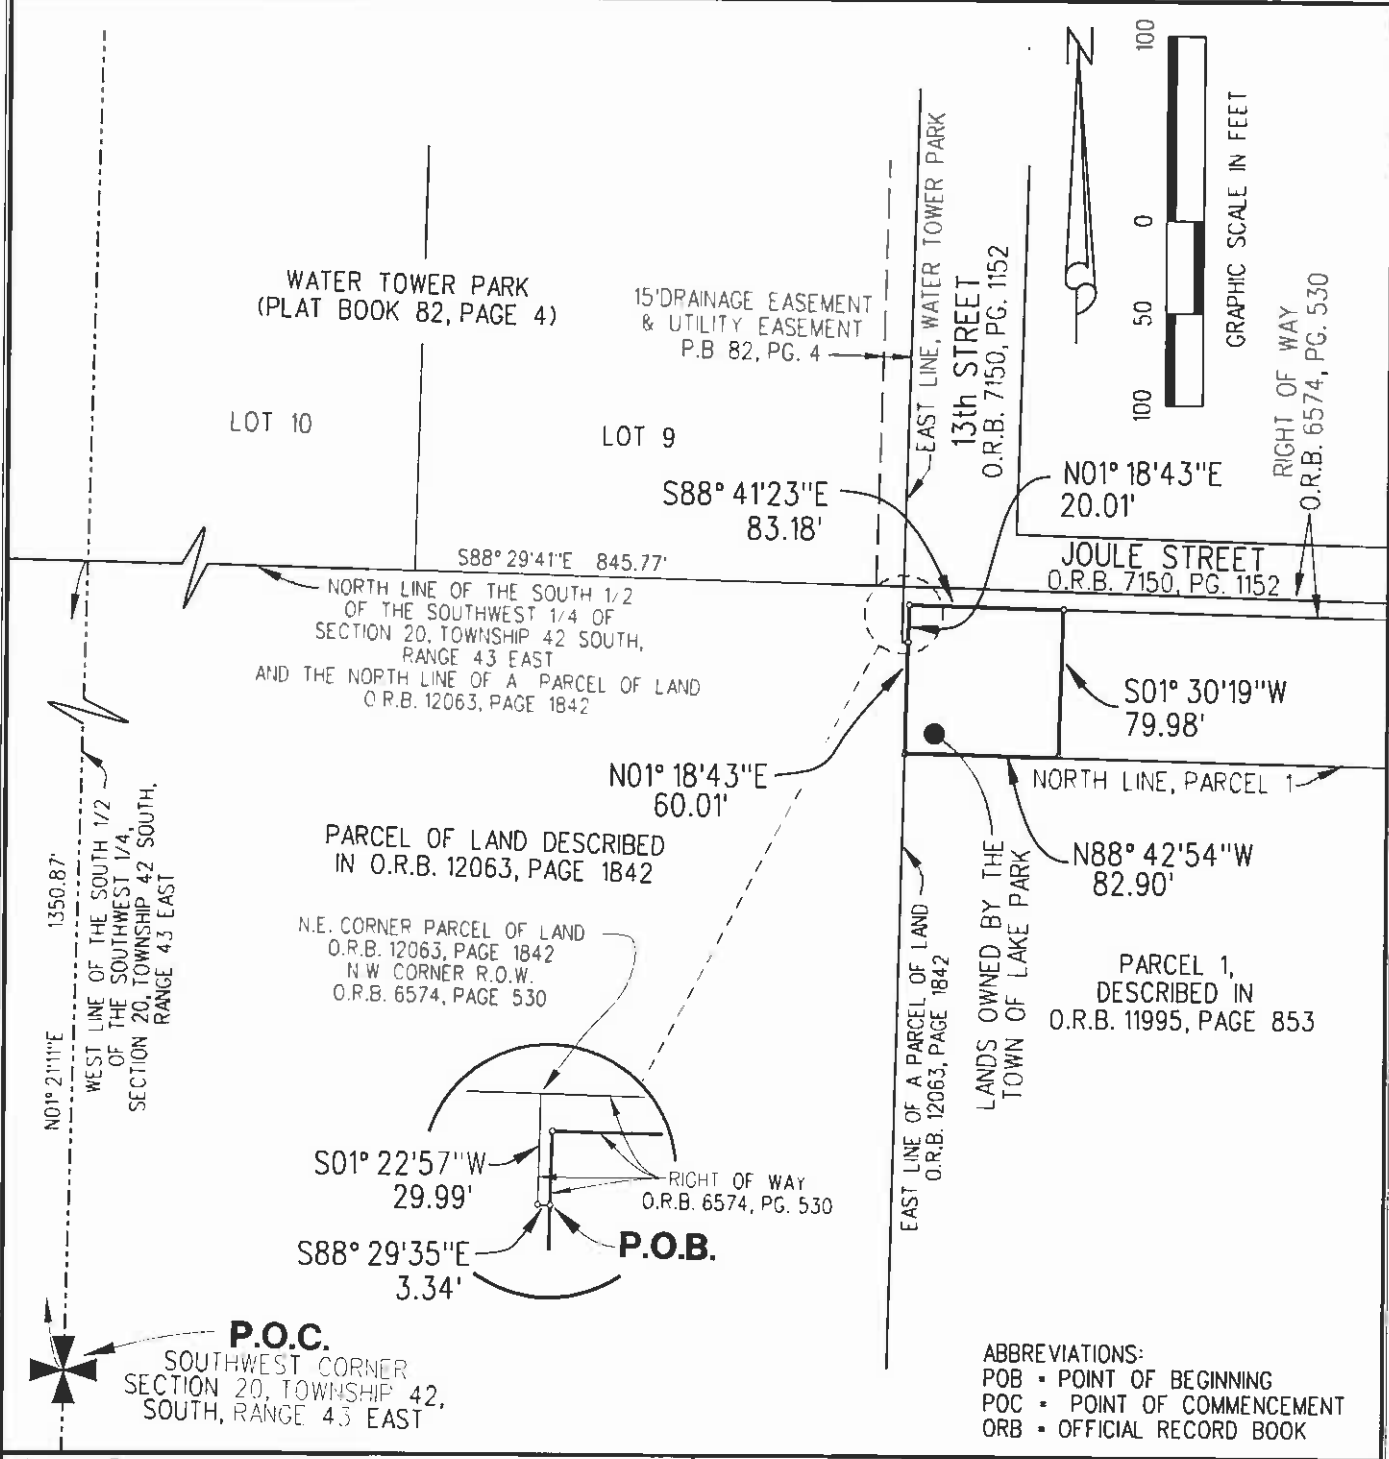 N
100
0
50
100
GRAPHIC SCALE IN FEET
WATER TOWER PARK
(PLAT BOOK 82, PAGE 4)
15'DRAINAGE EASEMENT
& UTILITY EASEMENT
P.B 82, PG. 4
EAST LINE, WATER TOWER PARK
13th STREET
O.R.B. 7150, PG. 1152
RIGHT OF WAY
O.R.B. 6574, PG. 530
LOT 10
LOT 9
S88° 41'23"E
83.18'
N01° 18'43"E
20.01'
JOULE STREET
O.R.B. 7150, PG. 1152
S88° 29'41"E 845.77'
NORTH LINE OF THE SOUTH 1/2
OF THE SOUTHWEST 1/4 OF
SECTION 20, TOWNSHIP 42 SOUTH,
RANGE 43 EAST
AND THE NORTH LINE OF A PARCEL OF LAND
O.R.B. 12063, PAGE 1842
S01° 30'19"W
79.98'
N01° 18'43"E
60.01'
NORTH LINE, PARCEL 1
N88° 42'54"W
82.90'
PARCEL OF LAND DESCRIBED
IN O.R.B. 12063, PAGE 1842
N01° 21'11"E 1350.87'
WEST LINE OF THE SOUTH 1/2
OF THE SOUTHWEST 1/4,
SECTION 20, TOWNSHIP 42 SOUTH,
RANGE 43 EAST
N.E. CORNER PARCEL OF LAND
O.R.B. 12063, PAGE 1842
N W CORNER R.O.W.
O.R.B. 6574, PAGE 530
EAST LINE OF A PARCEL OF LAND
O.R.B. 12063, PAGE 1842
LANDS OWNED BY THE
TOWN OF LAKE PARK
PARCEL 1,
DESCRIBED IN
O.R.B. 11995, PAGE 853
S01° 22'57"W
29.99'
RIGHT OF WAY
O.R.B. 6574, PG. 530
S88° 29'35"E
3.34'
P.O.B.
P.O.C.
SOUTHWEST CORNER
SECTION 20, TOWNSHIP 42,
SOUTH, RANGE 43 EAST
ABBREVIATIONS:
POB = POINT OF BEGINNING
POC = POINT OF COMMENCEMENT
ORB = OFFICIAL RECORD BOOK